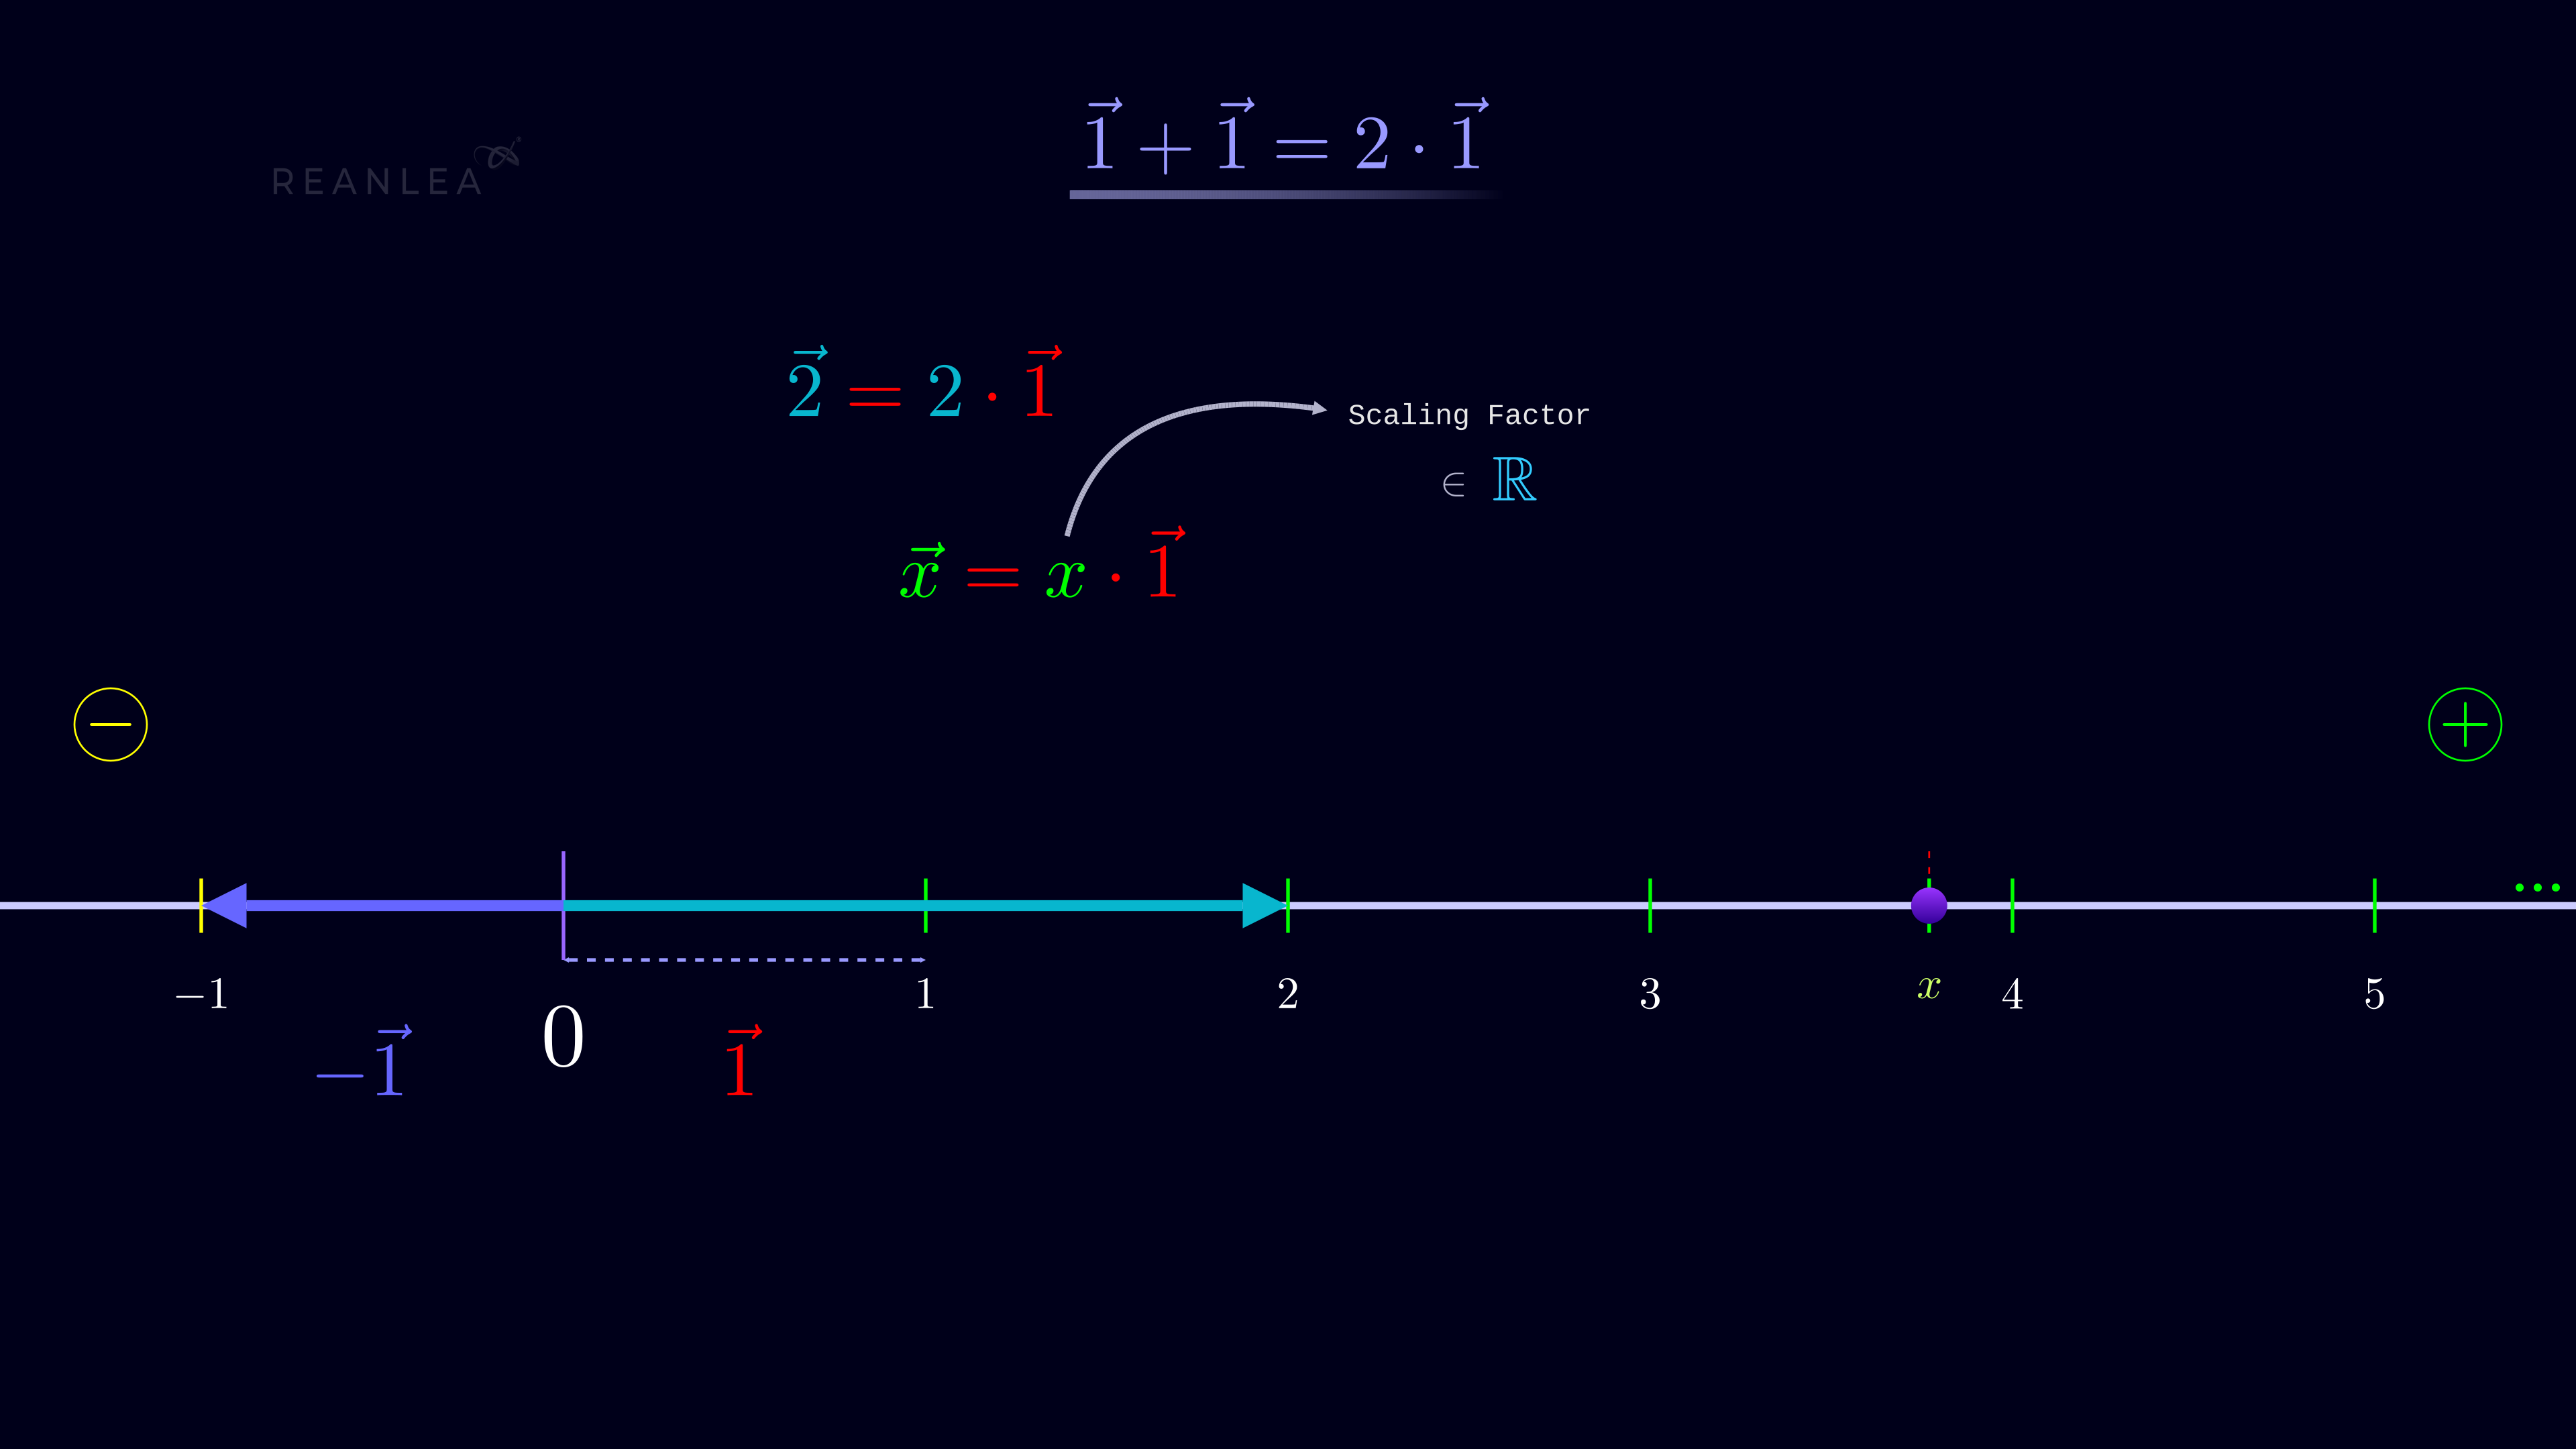 REANLEA
$\vec{1} + \vec{1} = 2 \cdot \vec{1}$
$\vec{2} = 2 \cdot \vec{1}$
Scaling Factor
$\in \mathbb{R}$
$\vec{x} = x \cdot \vec{1}$
− +
...
−1 0 1 2 3 x 4 5
$-\vec{1}$ $\vec{1}$